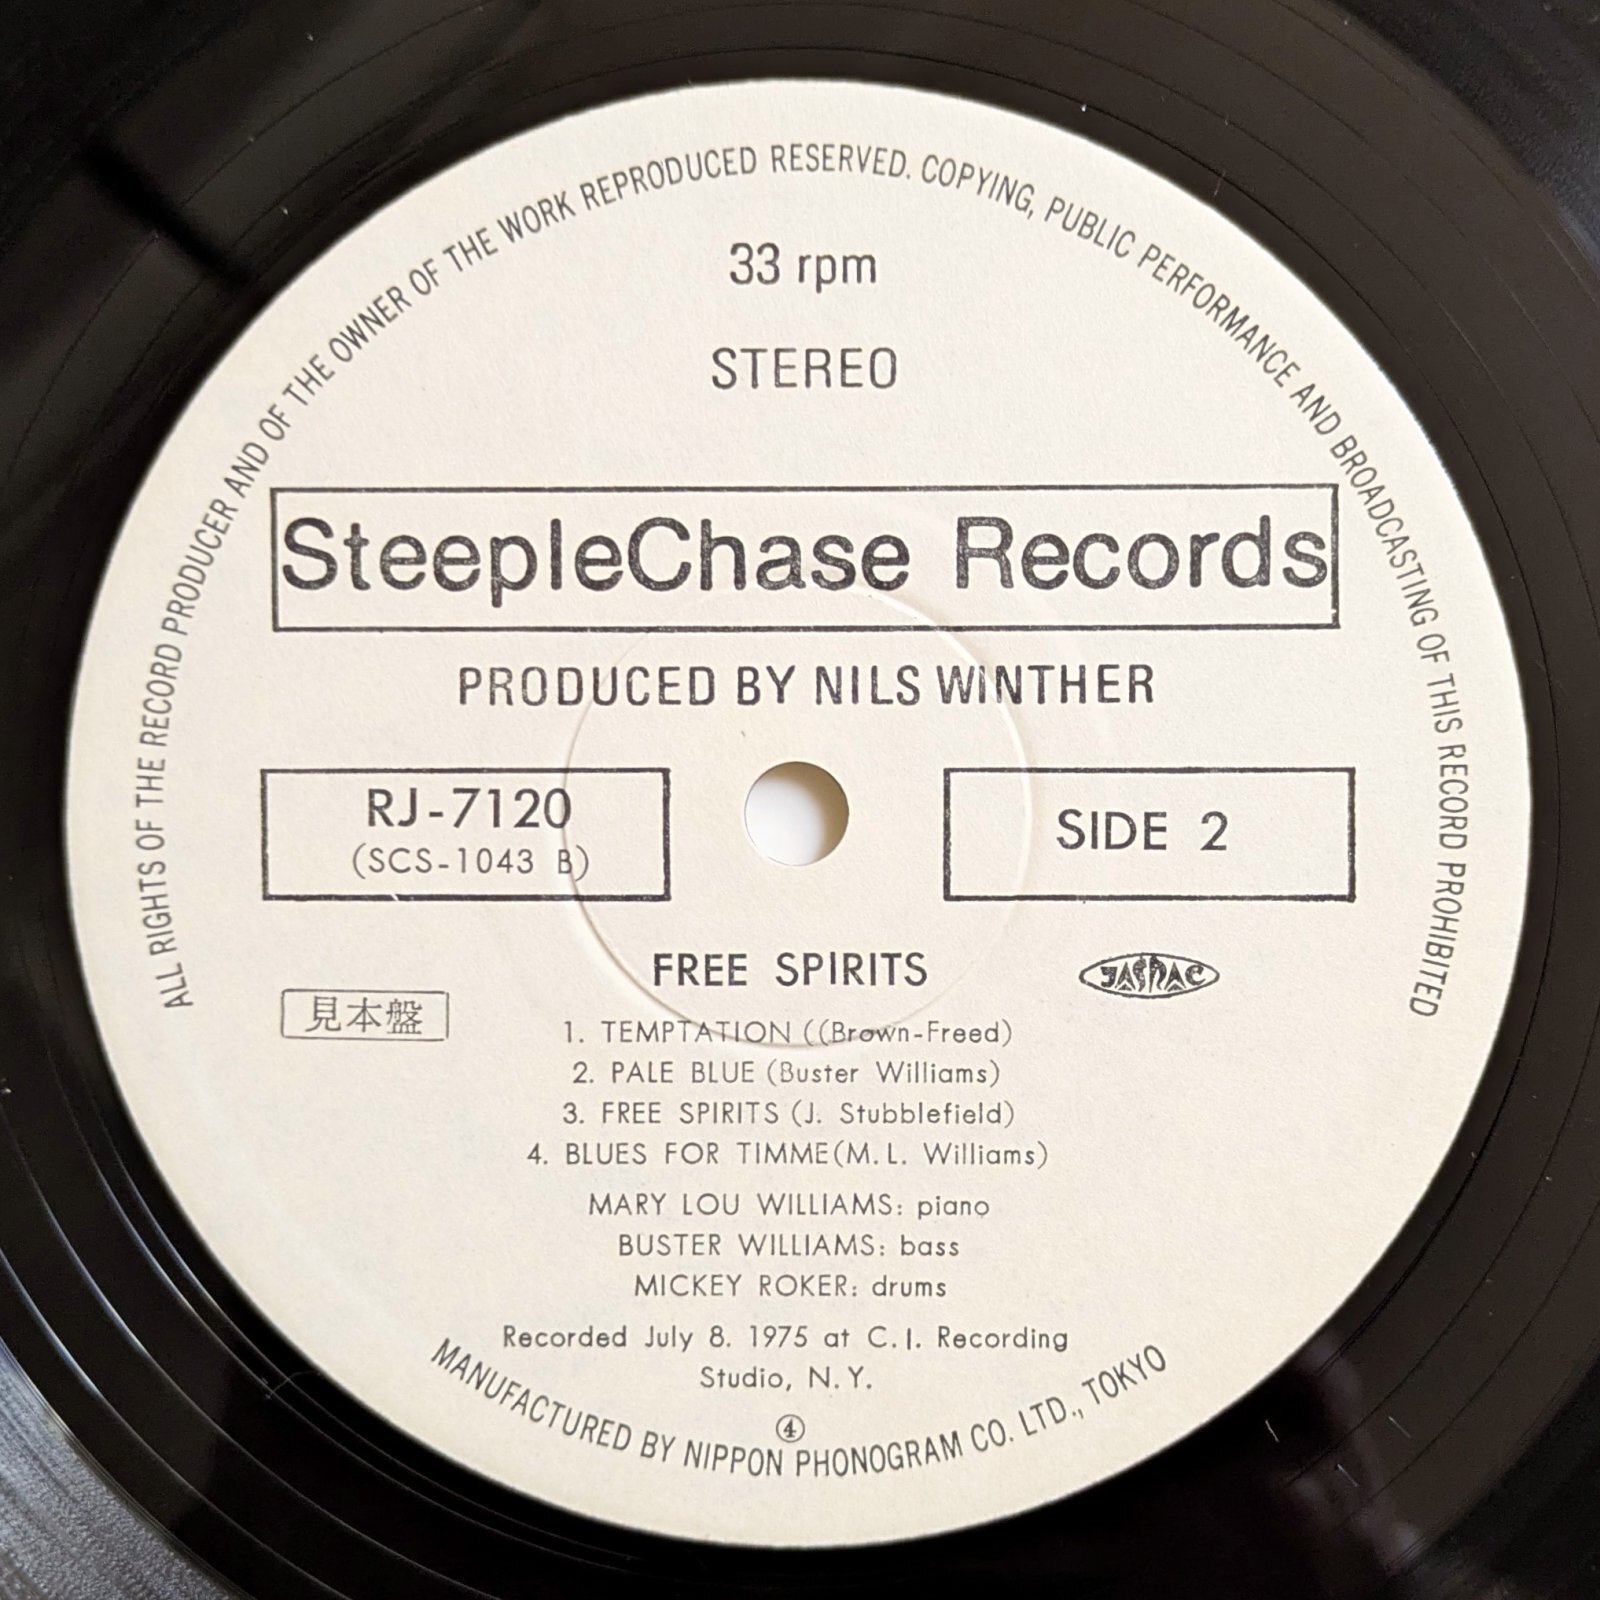 ALL RIGHTS OF THE RECORD PRODUCER AND OF THE OWNER OF THE WORK REPRODUCED RESERVED. COPYING, PUBLIC PERFORMANCE AND BROADCASTING OF THIS RECORD PROHIBITED
33 rpm
STEREO
SteepleChase Records
PRODUCED BY NILS WINTHER
RJ-7120
(SCS-1043 B)
SIDE 2
FREE SPIRITS
JASRAC
見本盤
1. TEMPTATION ((Brown-Freed)
2. PALE BLUE (Buster Williams)
3. FREE SPIRITS (J. Stubblefield)
4. BLUES FOR TIMME(M.L. Williams)
MARY LOU WILLIAMS: piano
BUSTER WILLIAMS: bass
MICKEY ROKER: drums
Recorded July 8. 1975 at C.I. Recording
Studio, N.Y.
④
MANUFACTURED BY NIPPON PHONOGRAM CO. LTD., TOKYO